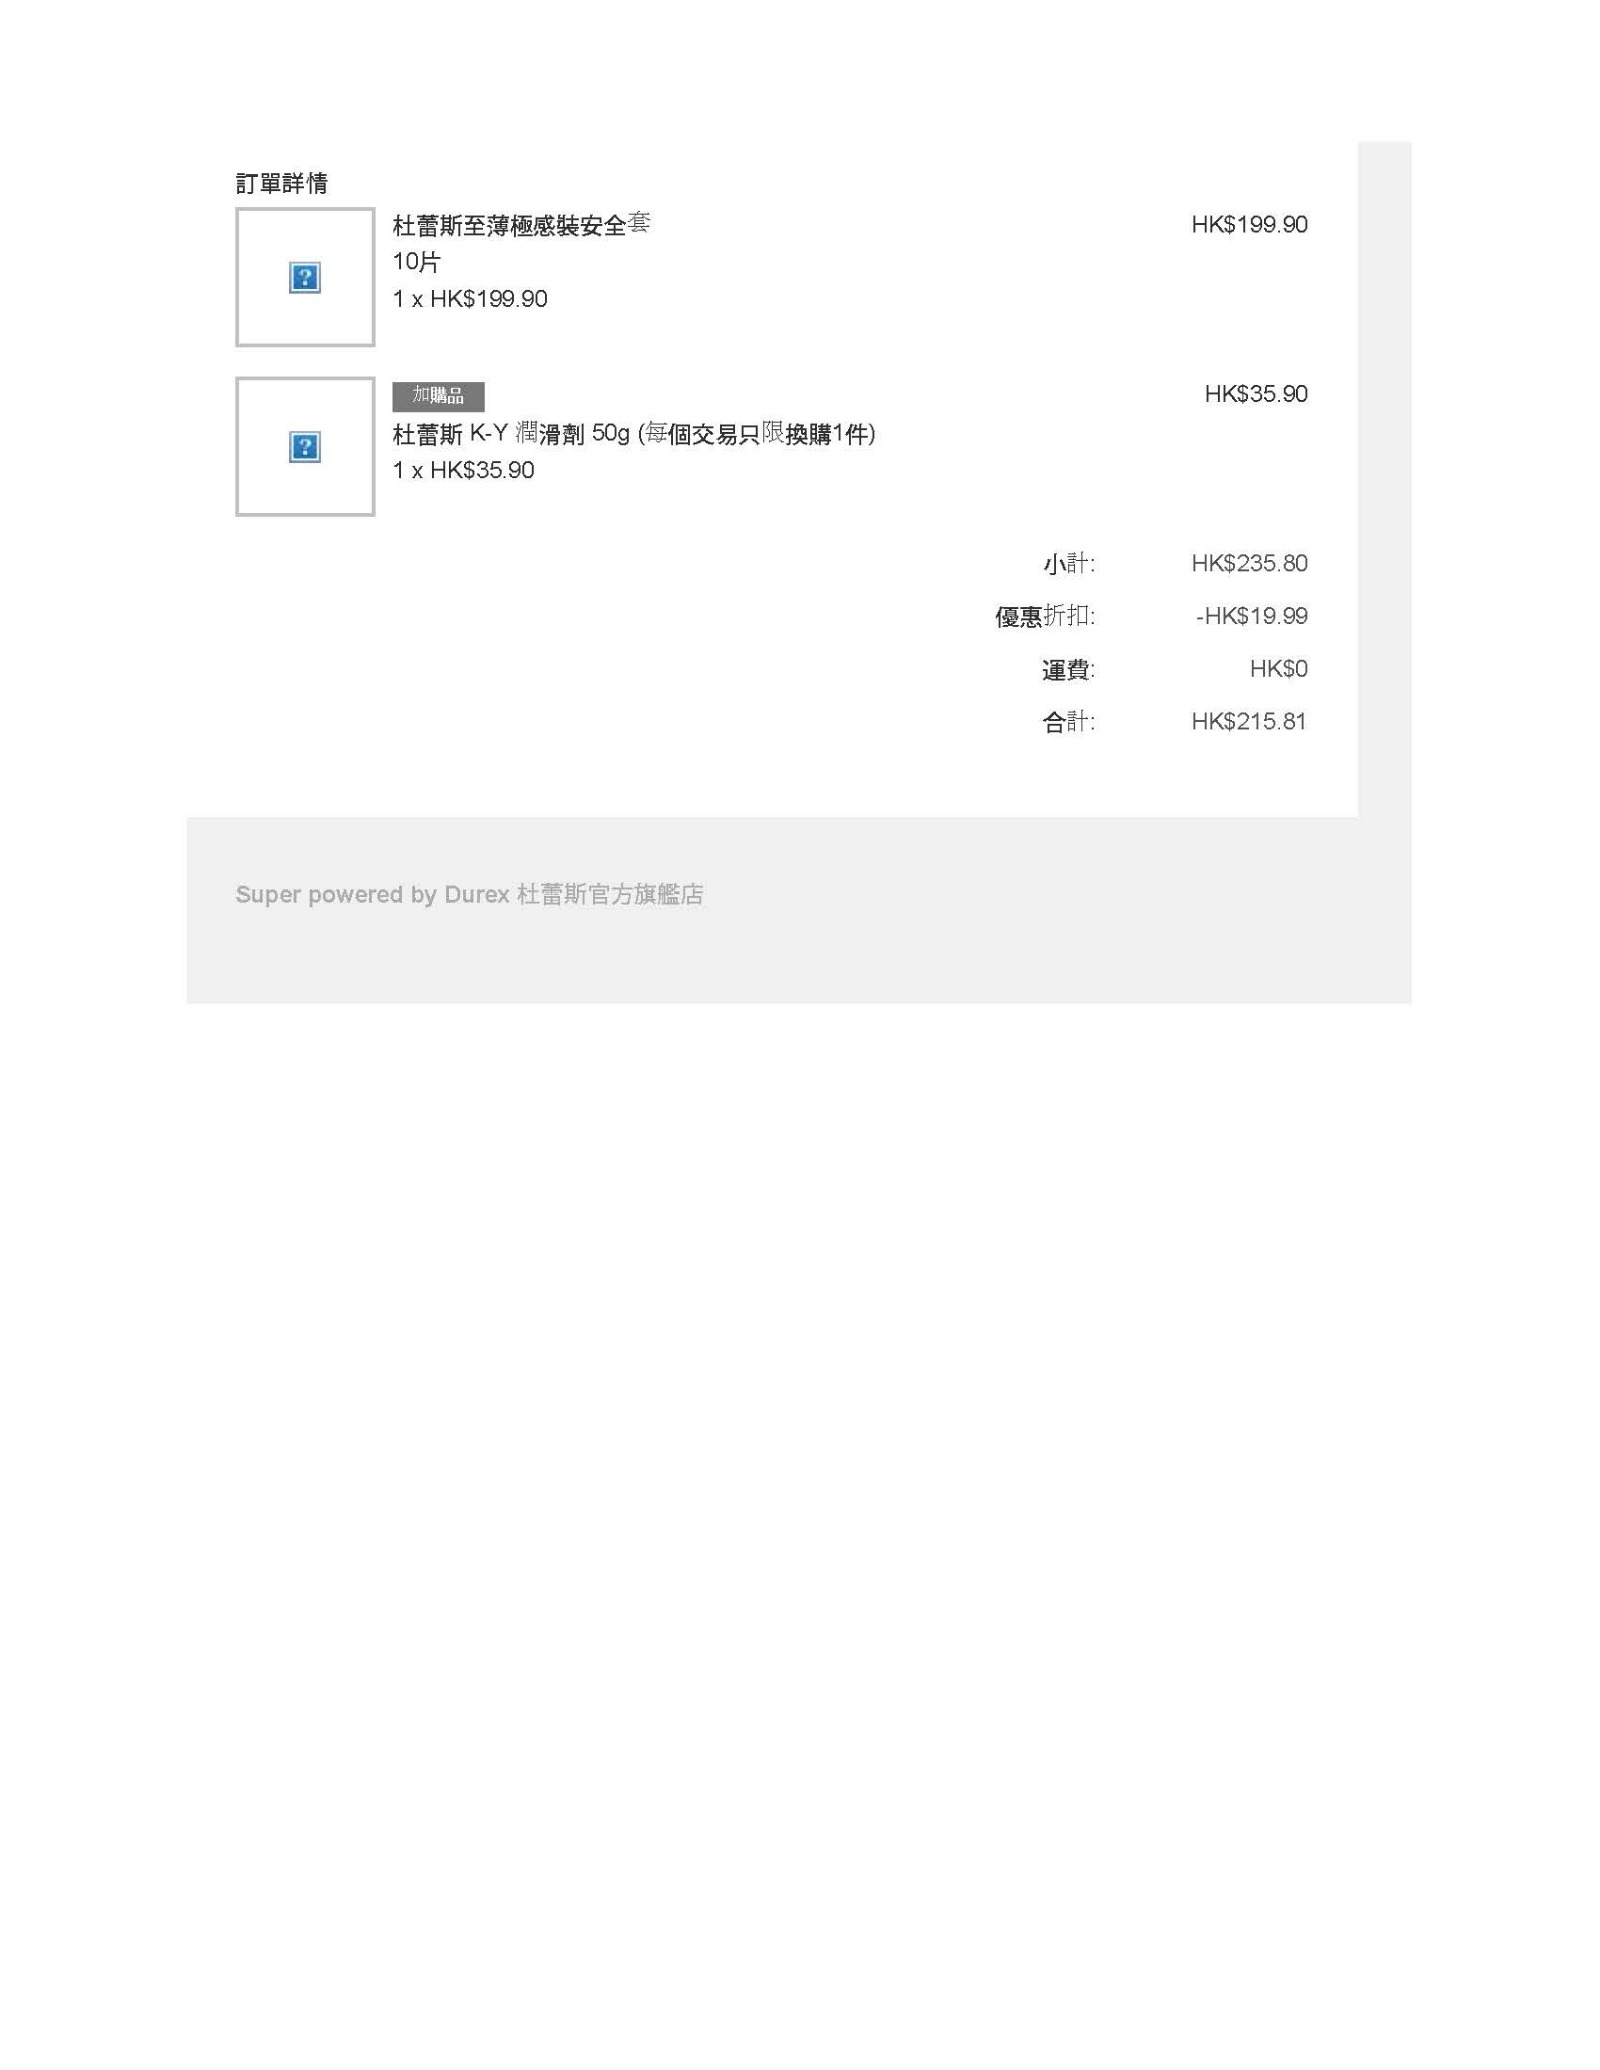 訂單詳情
杜蕾斯至薄極感裝安全套
HK$199.90
10片
1 x HK$199.90
加購品
HK$35.90
杜蕾斯 K-Y 潤滑劑 50g (每個交易只限換購1件)
1 x HK$35.90
小計: HK$235.80
優惠折扣: -HK$19.99
運費: HK$0
合計: HK$215.81
Super powered by Durex 杜蕾斯官方旗艦店